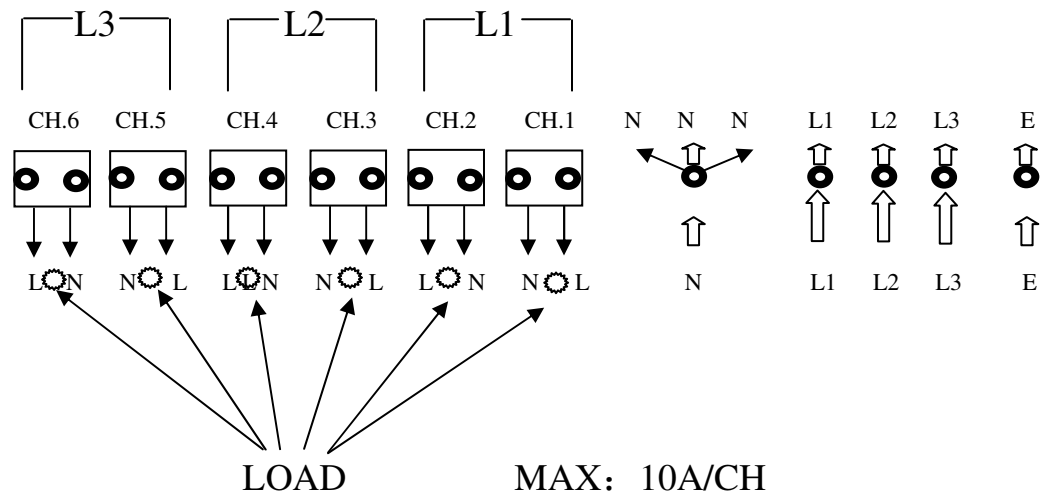 L3 L2 L1
CH.6 CH.5 CH.4 CH.3 CH.2 CH.1 N N N L1 L2 L3 E
L N N L L L N N L L N N L N L1 L2 L3 E
LOAD MAX：10A/CH